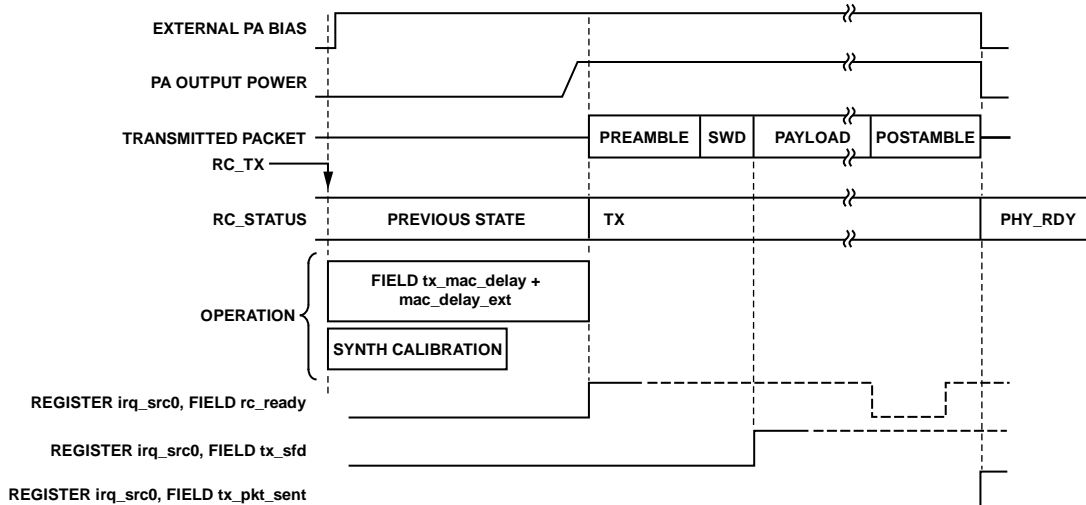 EXTERNAL PA BIAS
PA OUTPUT POWER
TRANSMITTED PACKET
PREAMBLE
SWD
PAYLOAD
POSTAMBLE
RC_TX
RC_STATUS
PREVIOUS STATE
TX
PHY_RDY
OPERATION
FIELD tx_mac_delay +
mac_delay_ext
SYNTH CALIBRATION
REGISTER irq_src0, FIELD rc_ready
REGISTER irq_src0, FIELD tx_sfd
REGISTER irq_src0, FIELD tx_pkt_sent